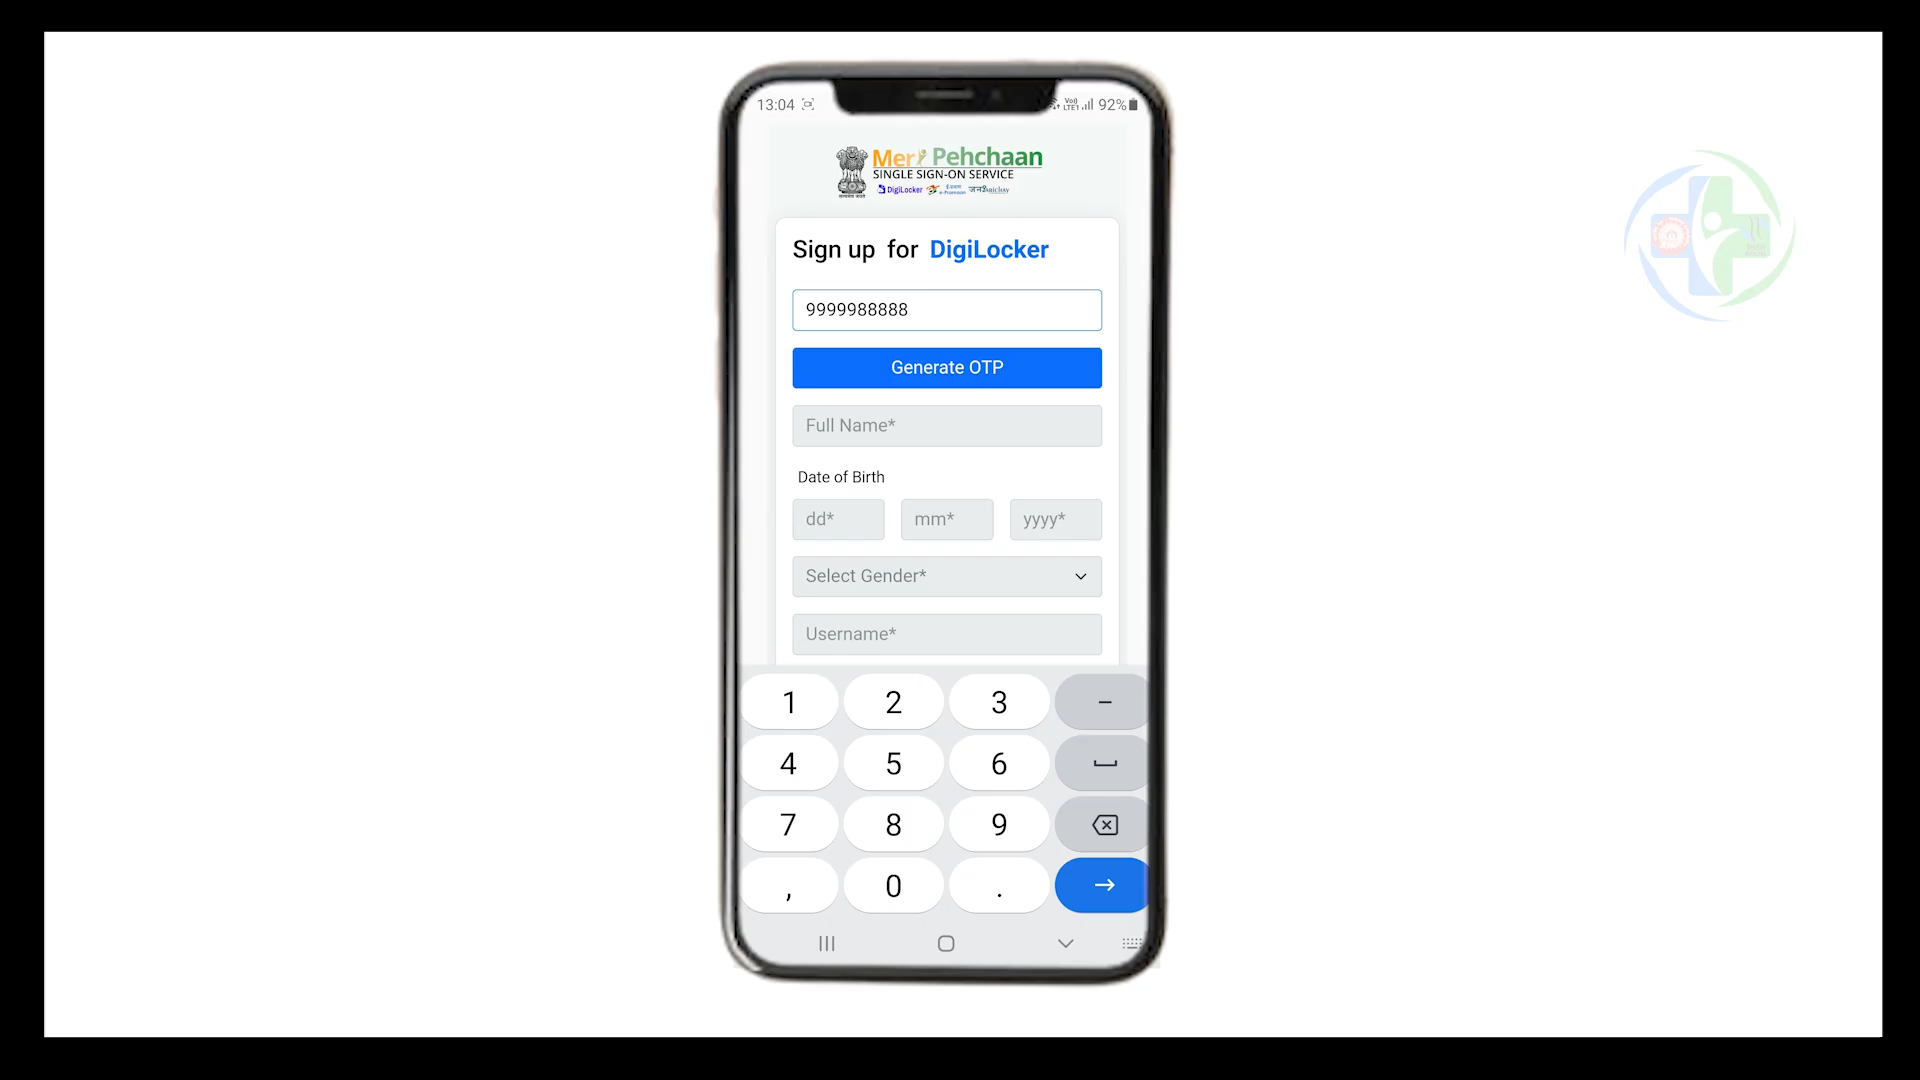 13:04 92%
Meri Pehchaan
SINGLE SIGN-ON SERVICE
DigiLocker
Sign up for DigiLocker
9999988888
Generate OTP
Full Name*
Date of Birth
dd* mm* yyyy*
Select Gender*
Username*
1 2 3 –
4 5 6
7 8 9
, 0 .